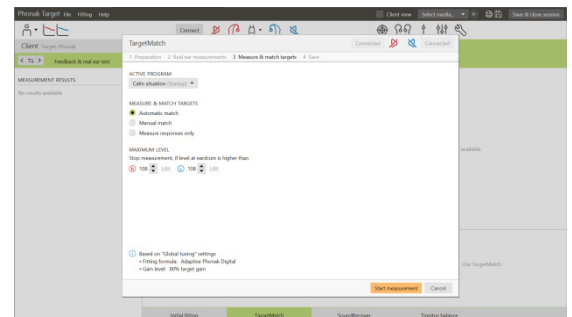 Phonak Target File Fitting Help
Client view Select media... Save & close session
Connect
Client Target, Phonak
TargetMatch
Connected Connected
1 Preparation 2 Real ear measurements 3 Measure & match targets 4 Save
Feedback & real ear test
ACTIVE PROGRAM
MEASUREMENT RESULTS
Calm situation (Startup)
No results available
MEASURE & MATCH TARGETS
Automatic match
Manual match
Measure responses only
MAXIMUM LEVEL
available
Stop measurement, if level at eardrum is higher than
R 108 [dB] L 108 [dB]
Based on "Global tuning" settings
• Fitting formula: Adaptive Phonak Digital
• Gain level: 80% target gain
Use TargetMatch
Start measurement Cancel
Initial fitting TargetMatch SoundRecover Tinnitus balance